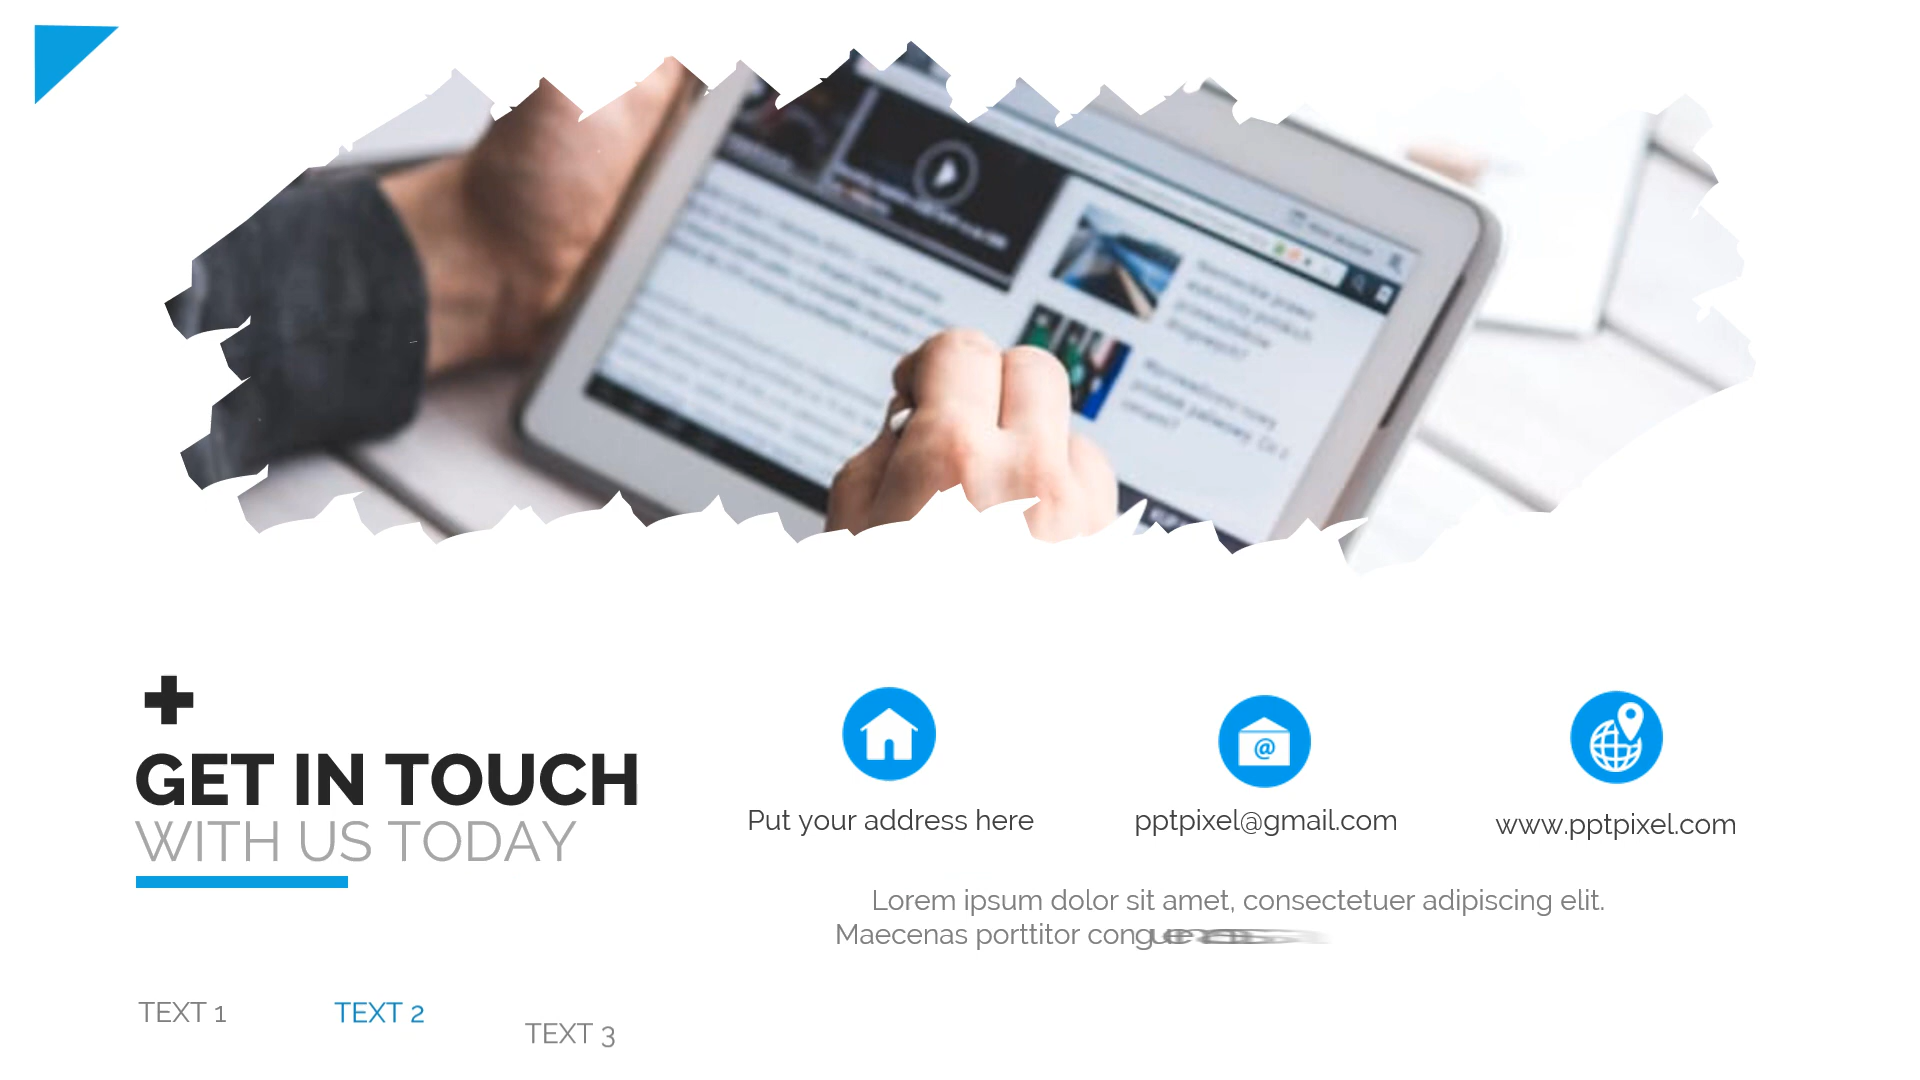 GET IN TOUCH
WITH US TODAY
Put your address here
pptpixel@gmail.com
www.pptpixel.com
Lorem ipsum dolor sit amet, consectetuer adipiscing elit.
Maecenas porttitor congue
TEXT 1
TEXT 2
TEXT 3